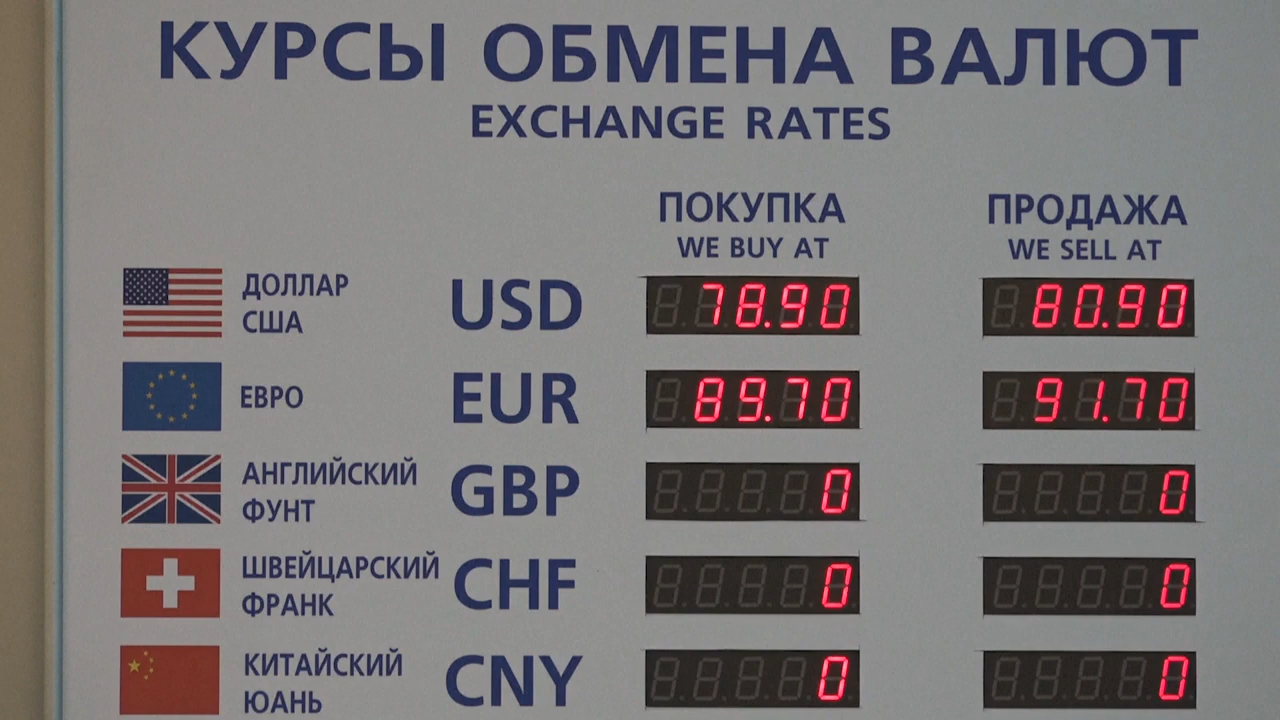 КУРСЫ ОБМЕНА ВАЛЮТ
EXCHANGE RATES
ПОКУПКА ПРОДАЖА
WE BUY AT WE SELL AT
ДОЛЛАР
США
USD 78.90 80.90
ЕВРО EUR 89.70 91.70
АНГЛИЙСКИЙ
ФУНТ
GBP 0 0
ШВЕЙЦАРСКИЙ
ФРАНК
CHF 0 0
КИТАЙСКИЙ
ЮАНЬ
CNY 0 0